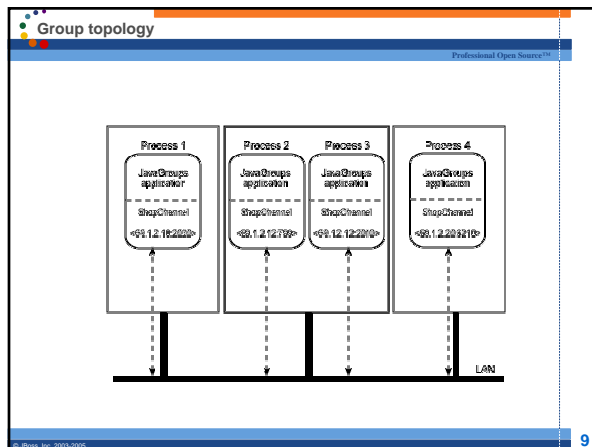 Group topology
Professional Open Source™
Process 1
Process 2
Process 3
Process 4
JavaGroups
application
JavaGroups
application
JavaGroups
application
JavaGroups
application
ShopChannel
ShopChannel
ShopChannel
ShopChannel
LAN
© JBoss, Inc. 2003-2005
9